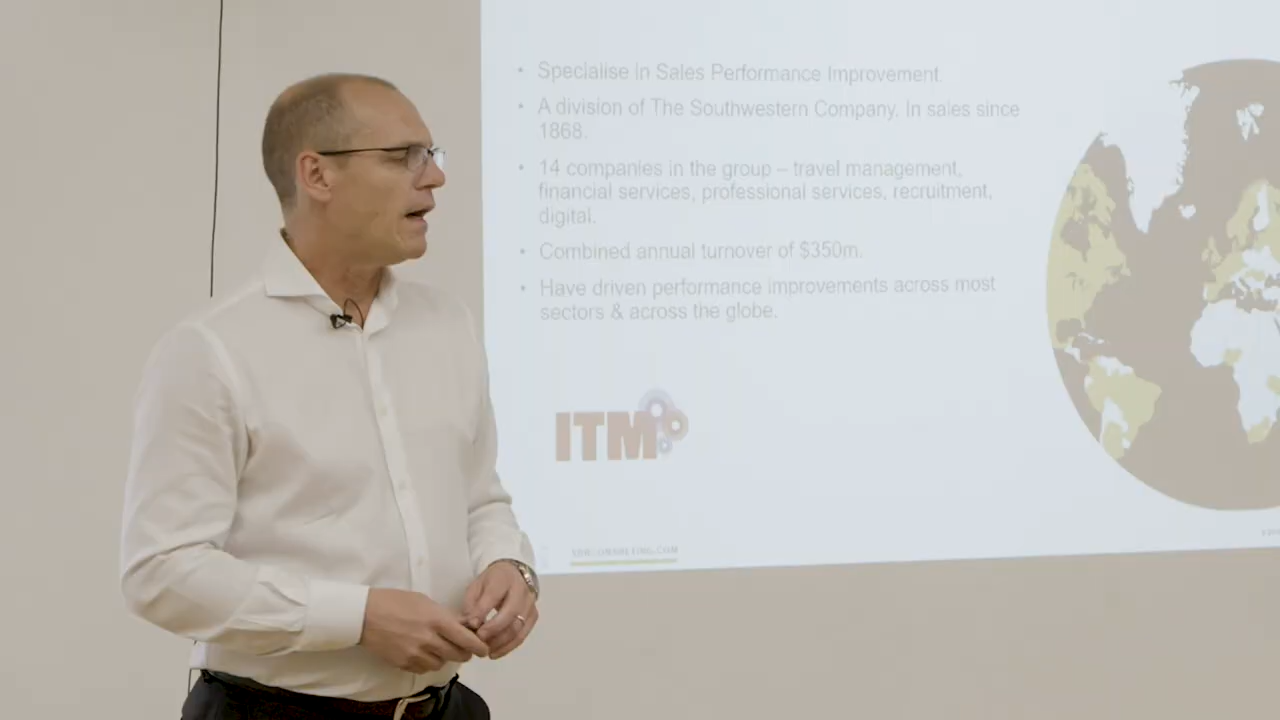 • Specialise in Sales Performance Improvement.
• A division of The Southwestern Company. In sales since
1868.
• 14 companies in the group – travel management,
financial services, professional services, recruitment,
digital.
• Combined annual turnover of $350m.
• Have driven performance improvements across most
sectors & across the globe.
ITM